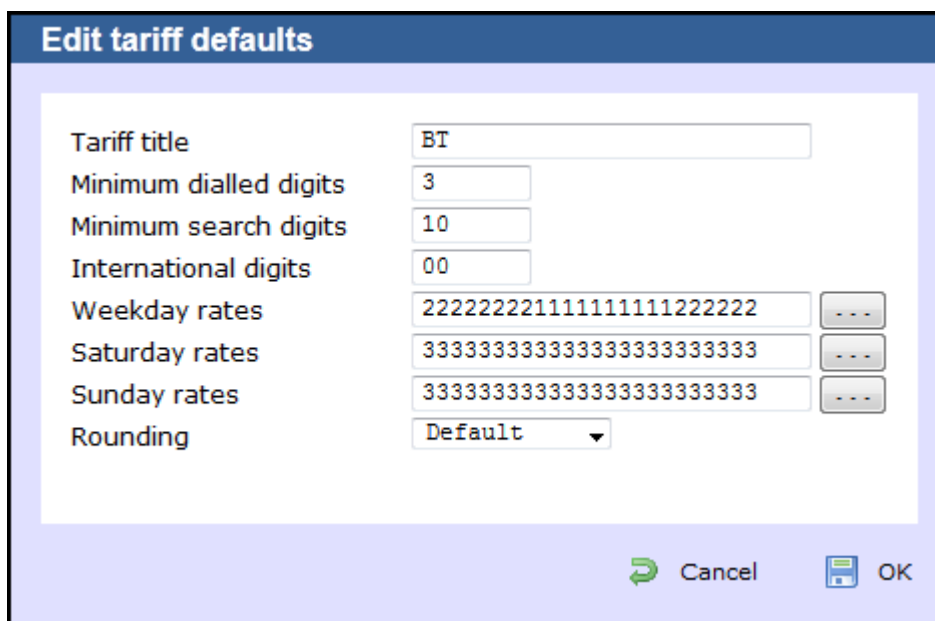 Edit tariff defaults
Tariff title BT
Minimum dialled digits 3
Minimum search digits 10
International digits 00
Weekday rates 222222221111111111222222 ...
Saturday rates 333333333333333333333333 ...
Sunday rates 333333333333333333333333 ...
Rounding Default
Cancel OK